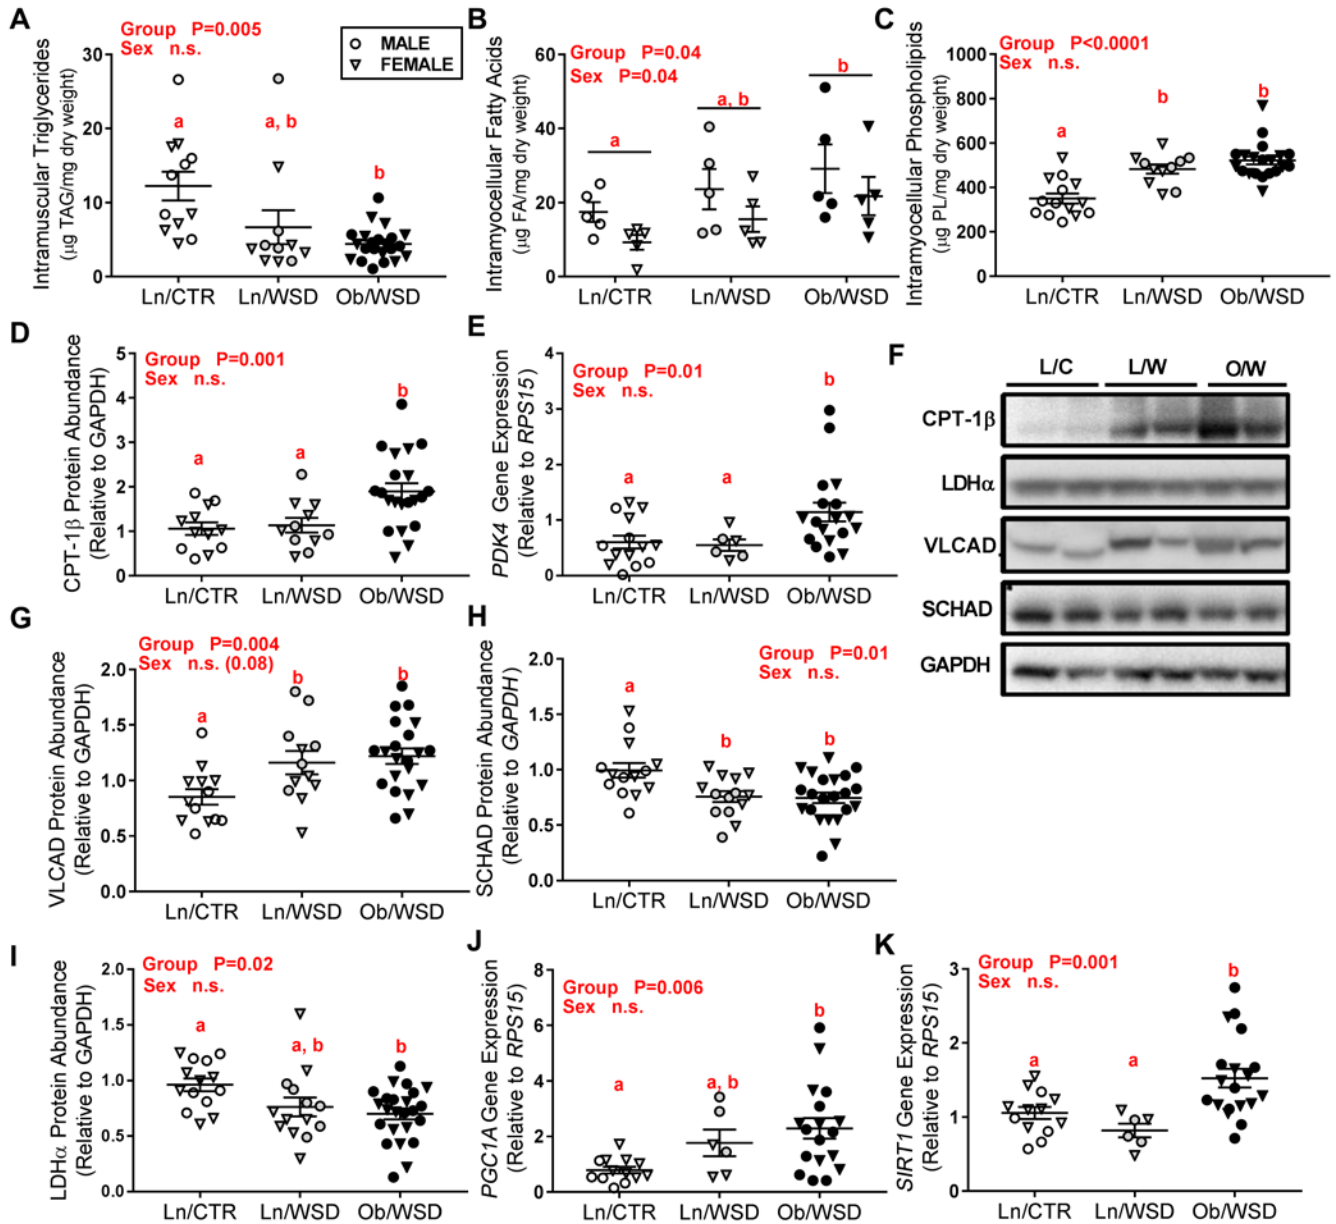 A
Group P=0.005
Sex n.s.
MALE
FEMALE
Intramuscular Triglycerides
(µg TAG/mg dry weight)
30
20
10
0
a
a, b
b
Ln/CTR Ln/WSD Ob/WSD
B
Group P=0.04
Sex P=0.04
Intramyocellular Fatty Acids
(µg FA/mg dry weight)
60
40
20
0
a
a, b
b
Ln/CTR Ln/WSD Ob/WSD
C
Group P<0.0001
Sex n.s.
Intramyocellular Phospholipids
(µg PL/mg dry weight)
1000
800
600
400
200
0
a
b
b
Ln/CTR Ln/WSD Ob/WSD
D
Group P=0.001
Sex n.s.
CPT-1β Protein Abundance
(Relative to GAPDH)
5
4
3
2
1
0
a
a
b
Ln/CTR Ln/WSD Ob/WSD
E
Group P=0.01
Sex n.s.
PDK4 Gene Expression
(Relative to RPS15)
4
3
2
1
0
a
a
b
Ln/CTR Ln/WSD Ob/WSD
F
L/C L/W O/W
CPT-1β
LDHα
VLCAD
SCHAD
GAPDH
G
Group P=0.004
Sex n.s. (0.08)
VLCAD Protein Abundance
(Relative to GAPDH)
2.0
1.5
1.0
0.5
0.0
a
b
b
Ln/CTR Ln/WSD Ob/WSD
H
Group P=0.01
Sex n.s.
SCHAD Protein Abundance
(Relative to GAPDH)
2.0
1.5
1.0
0.5
0.0
a
b
b
Ln/CTR Ln/WSD Ob/WSD
I
Group P=0.02
Sex n.s.
LDHα Protein Abundance
(Relative to GAPDH)
2.0
1.5
1.0
0.5
0.0
a
a, b
b
Ln/CTR Ln/WSD Ob/WSD
J
Group P=0.006
Sex n.s.
PGC1A Gene Expression
(Relative to RPS15)
8
6
4
2
0
a
a, b
b
Ln/CTR Ln/WSD Ob/WSD
K
Group P=0.001
Sex n.s.
SIRT1 Gene Expression
(Relative to RPS15)
3
2
1
0
a
a
b
Ln/CTR Ln/WSD Ob/WSD